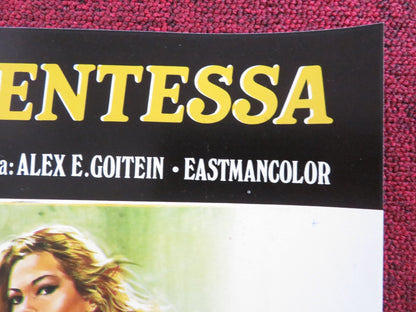 ENTESSA
a: ALEX E. GOITEIN • EASTMANCOLOR